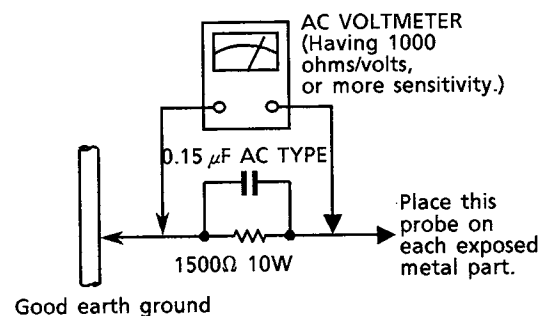 AC VOLTMETER
(Having 1000
ohms/volts,
or more sensitivity.)
0.15 μF AC TYPE
Place this
probe on
each exposed
metal part.
1500Ω 10W
Good earth ground